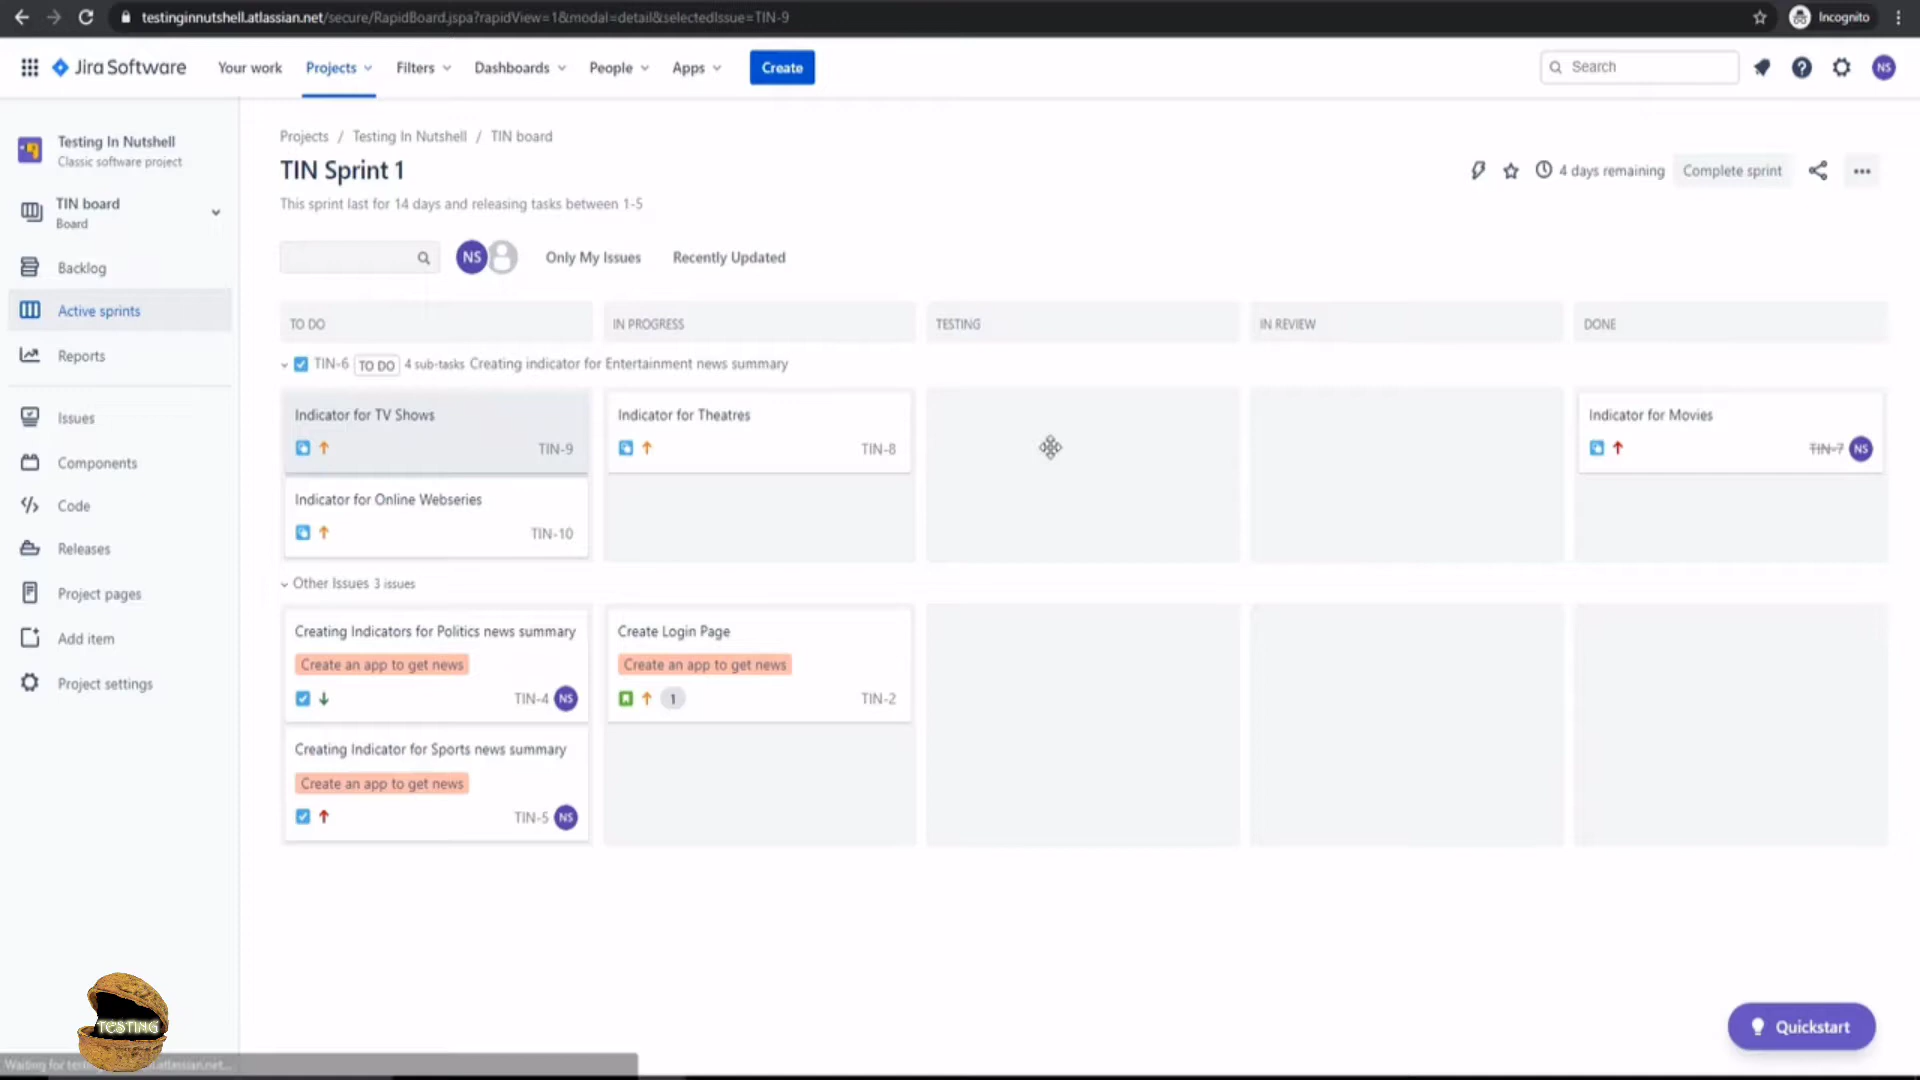 testinginnutshell.atlassian.net/secure/RapidBoard.jspa?rapidView=1&modal=detail&selectedIssue=TIN-9
Incognito
Jira Software
Your work
Projects
Filters
Dashboards
People
Apps
Create
Search
NS
Testing In Nutshell
Classic software project
TIN board
Board
Backlog
Active sprints
Reports
Issues
Components
Code
Releases
Project pages
Add item
Project settings
Projects / Testing In Nutshell / TIN board
TIN Sprint 1
4 days remaining
Complete sprint
This sprint last for 14 days and releasing tasks between 1-5
NS
Only My Issues
Recently Updated
TO DO
IN PROGRESS
TESTING
IN REVIEW
DONE
TIN-6 TO DO 4 sub-tasks Creating indicator for Entertainment news summary
Indicator for TV Shows
TIN-9
Indicator for Theatres
TIN-8
Indicator for Movies
TIN-7 NS
Indicator for Online Webseries
TIN-10
Other Issues 3 issues
Creating Indicators for Politics news summary
Create an app to get news
TIN-4 NS
Create Login Page
Create an app to get news
1 TIN-2
Creating Indicator for Sports news summary
Create an app to get news
TIN-5 NS
TESTING
Quickstart
Waiting for